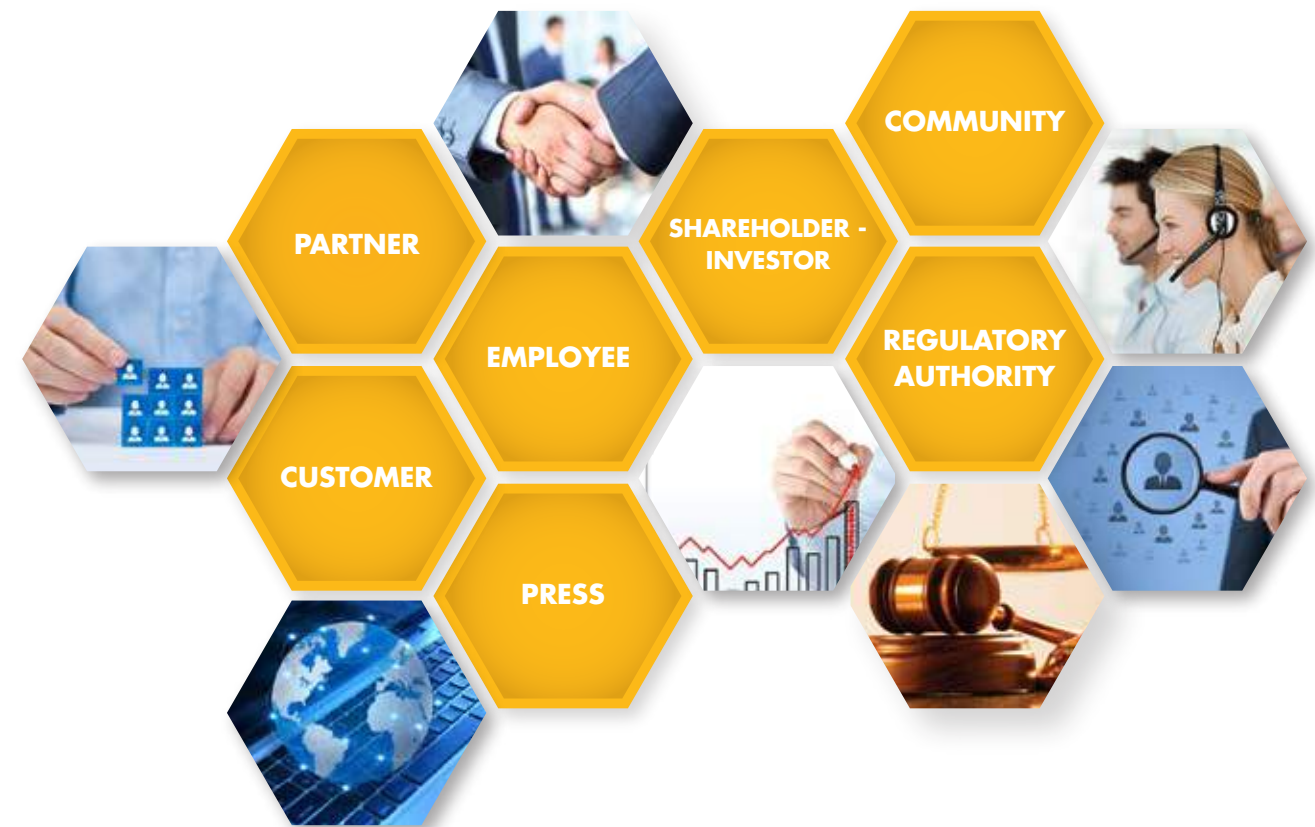 COMMUNITY
PARTNER
SHAREHOLDER -
INVESTOR
EMPLOYEE
REGULATORY
AUTHORITY
CUSTOMER
PRESS